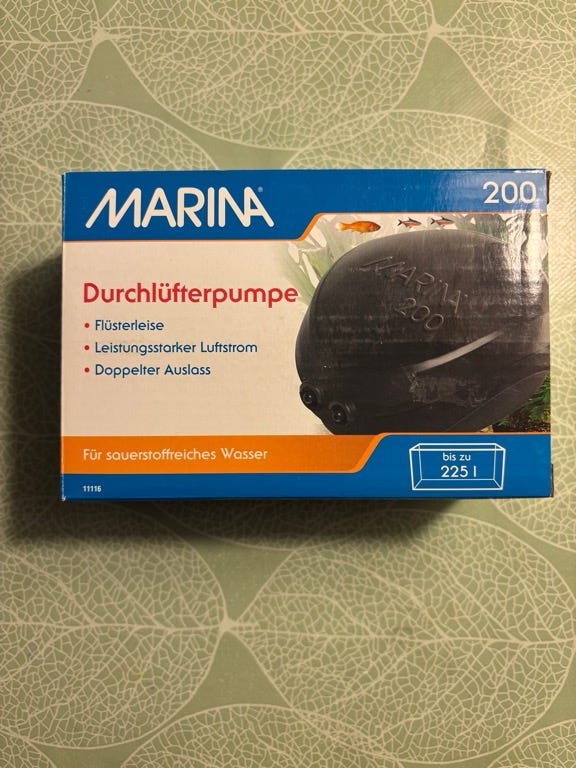 MARINA®
200
Durchlüfterpumpe
• Flüsterleise
• Leistungsstarker Luftstrom
• Doppelter Auslass
MARINA
200
Für sauerstoffreiches Wasser
bis zu
225 l
11116